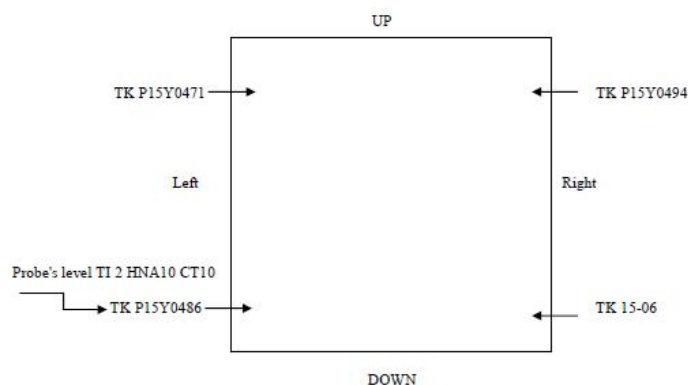 UP
TK P15Y0471
TK P15Y0494
Left
Right
Probe's level TI 2 HNA10 CT10
TK P15Y0486
TK 15-06
DOWN